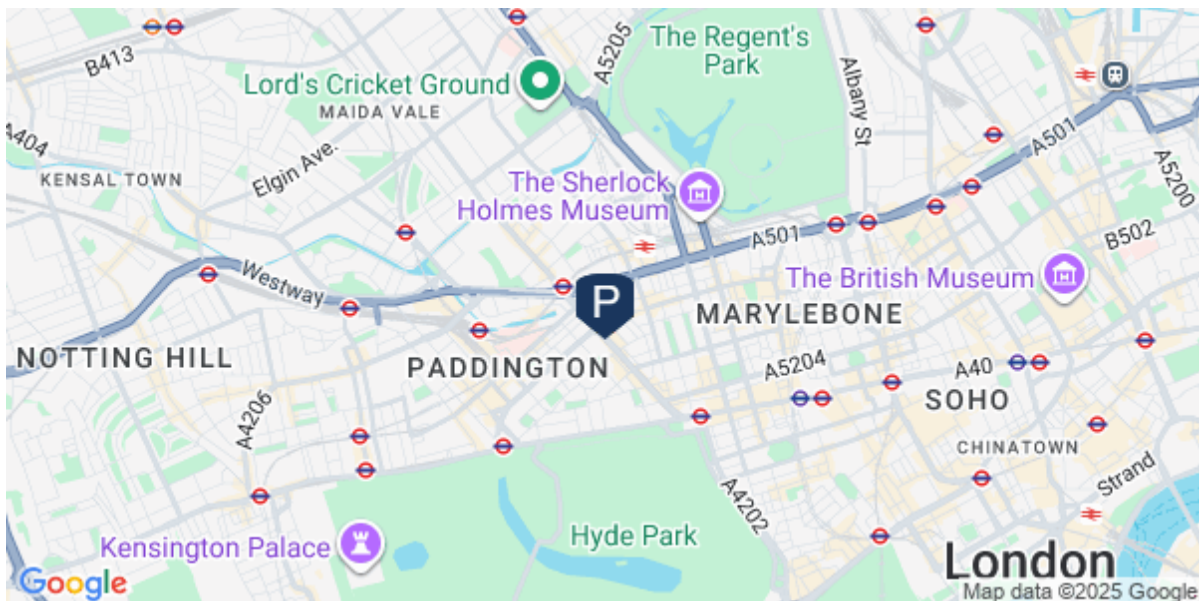 B413
A5205
The Regent's
Park
Lord's Cricket Ground
MAIDA VALE
Albany St
A404
A501
Elgin Ave.
KENSAL TOWN
A5200
The Sherlock
Holmes Museum
A501
B502
Westway
The British Museum
P
MARYLEBONE
NOTTING HILL
PADDINGTON
A5204
A40
A4206
SOHO
CHINATOWN
Strand
A4202
Kensington Palace
Hyde Park
London
Google
Map data ©2025 Google